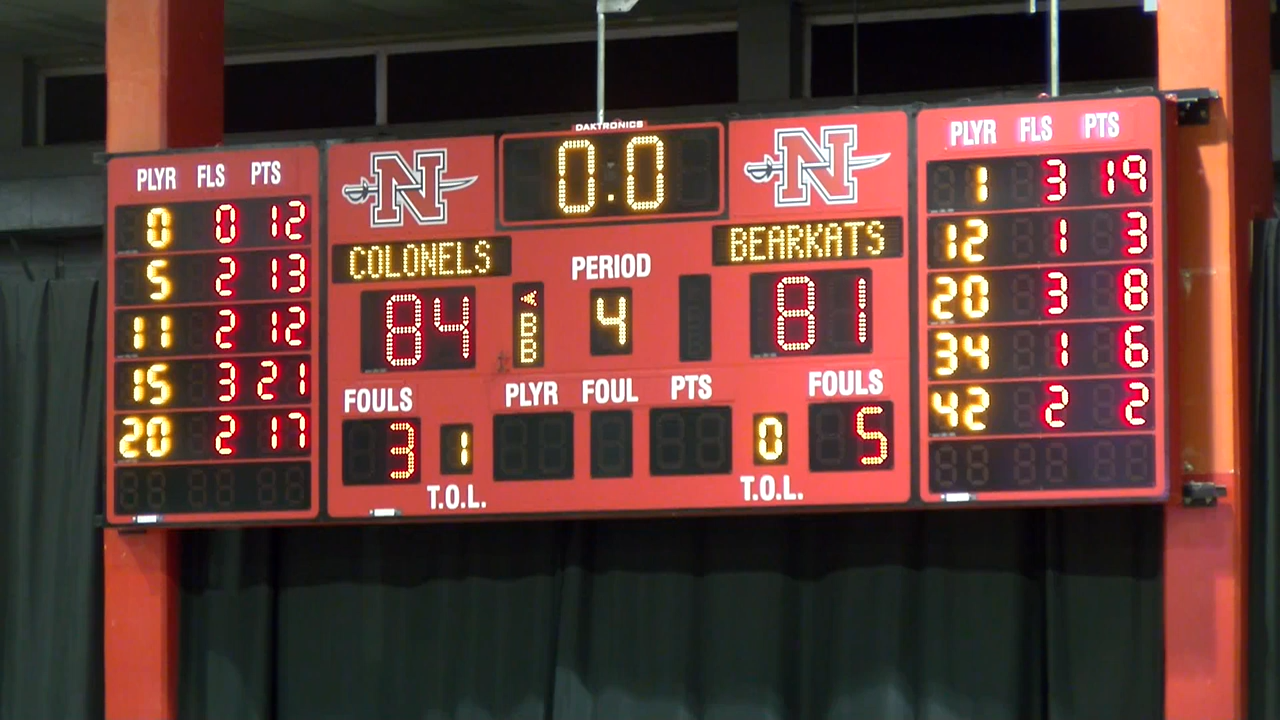 DAKTRONICS
0.0
PLYR FLS PTS
0 0 12
5 2 13
11 2 12
15 3 21
20 2 17
N
N
COLONELS
BEARKATS
PERIOD
84
B
B
4
81
FOULS
PLYR FOUL PTS
FOULS
3
1
0
5
T.O.L.
T.O.L.
PLYR FLS PTS
1 3 19
12 1 3
20 3 8
34 1 6
42 2 2